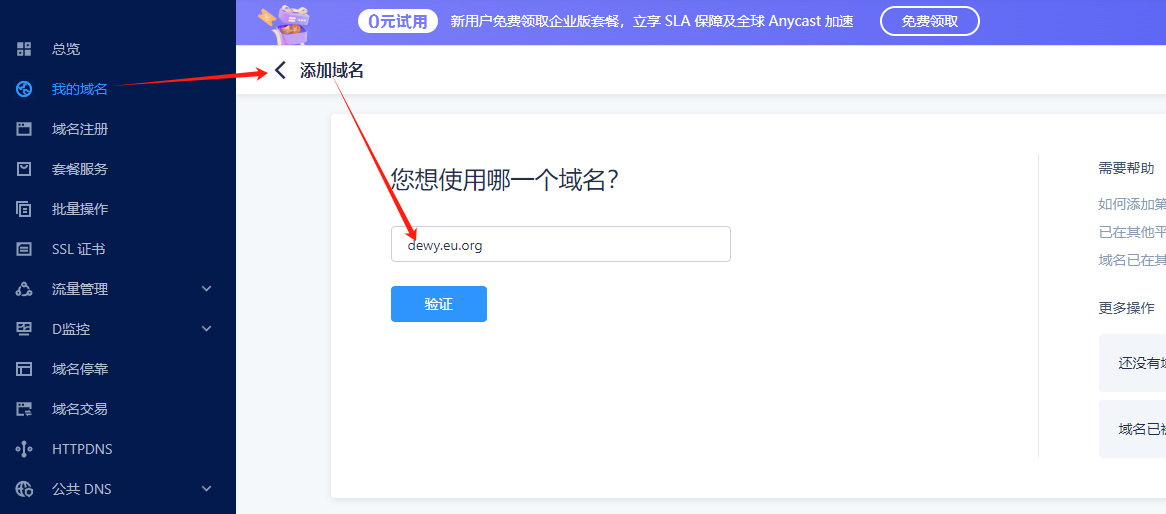 总览
我的域名
域名注册
套餐服务
批量操作
SSL 证书
流量管理
D监控
域名停靠
域名交易
HTTPDNS
公共 DNS
0元试用 新用户免费领取企业版套餐，立享 SLA 保障及全球 Anycast 加速 免费领取
添加域名
您想使用哪一个域名？
dewy.eu.org
验证
需要帮助
如何添加第
已在其他平
域名已在其
更多操作
还没有域
域名已被